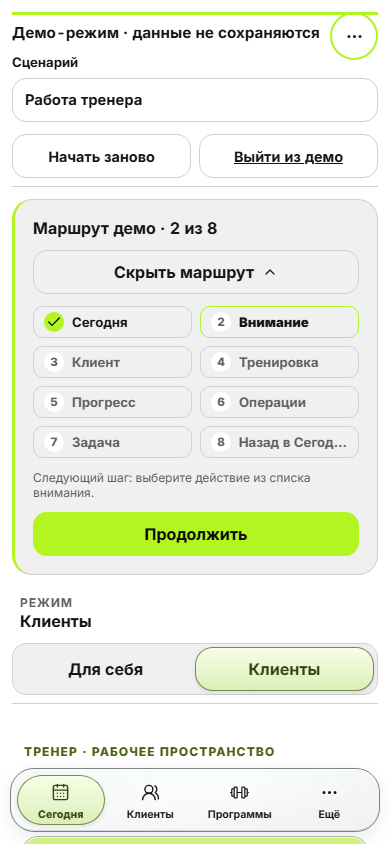 Демо-режим · данные не сохраняются
Сценарий
Работа тренера
Начать заново
Выйти из демо
Маршрут демо · 2 из 8
Скрыть маршрут
Сегодня
2 Внимание
3 Клиент
4 Тренировка
5 Прогресс
6 Операции
7 Задача
8 Назад в Сегод...
Следующий шаг: выберите действие из списка
внимания.
Продолжить
РЕЖИМ
Клиенты
Для себя
Клиенты
ТРЕНЕР · РАБОЧЕЕ ПРОСТРАНСТВО
Сегодня
Клиенты
Программы
Ещё